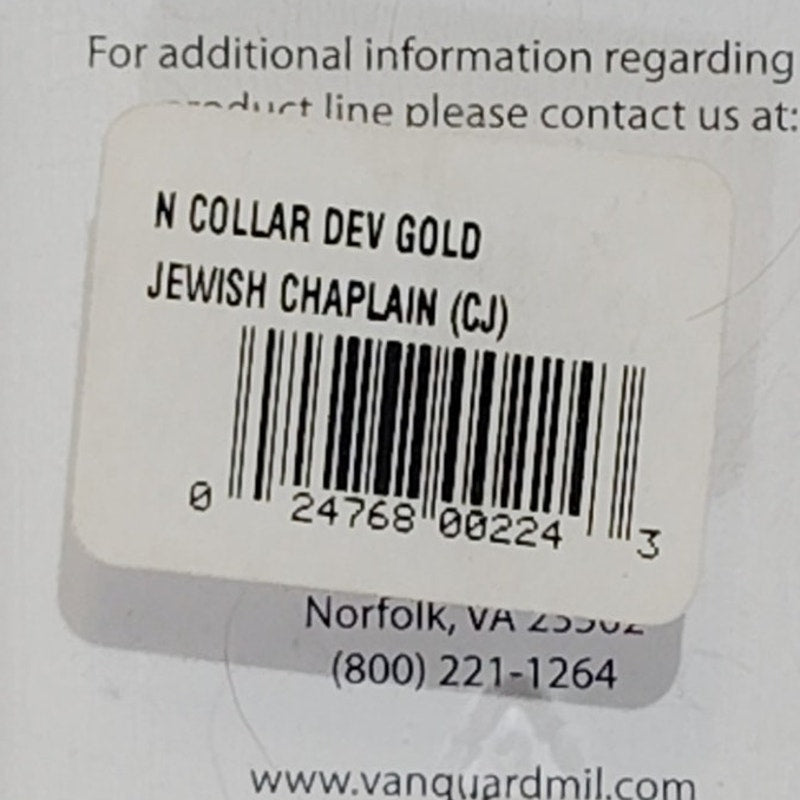 For additional information regarding
product line please contact us at:
N COLLAR DEV GOLD
JEWISH CHAPLAIN (CJ)
0 24768 00224 3
Norfolk, VA 23502
(800) 221-1264
www.vanguardmil.com